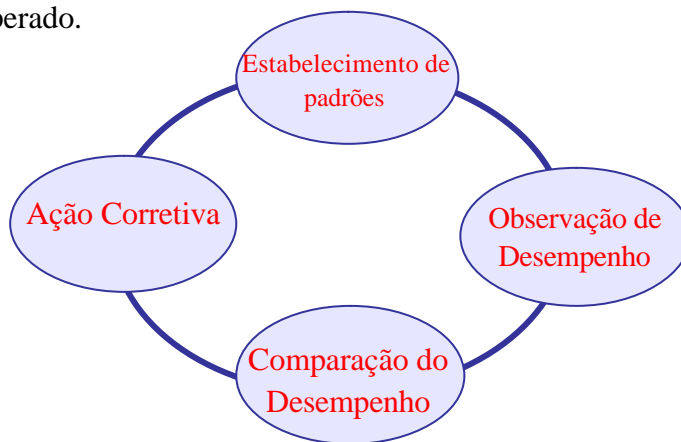 perado.
Estabelecimento de
padrões
Observação de
Desempenho
Comparação do
Desempenho
Ação Corretiva